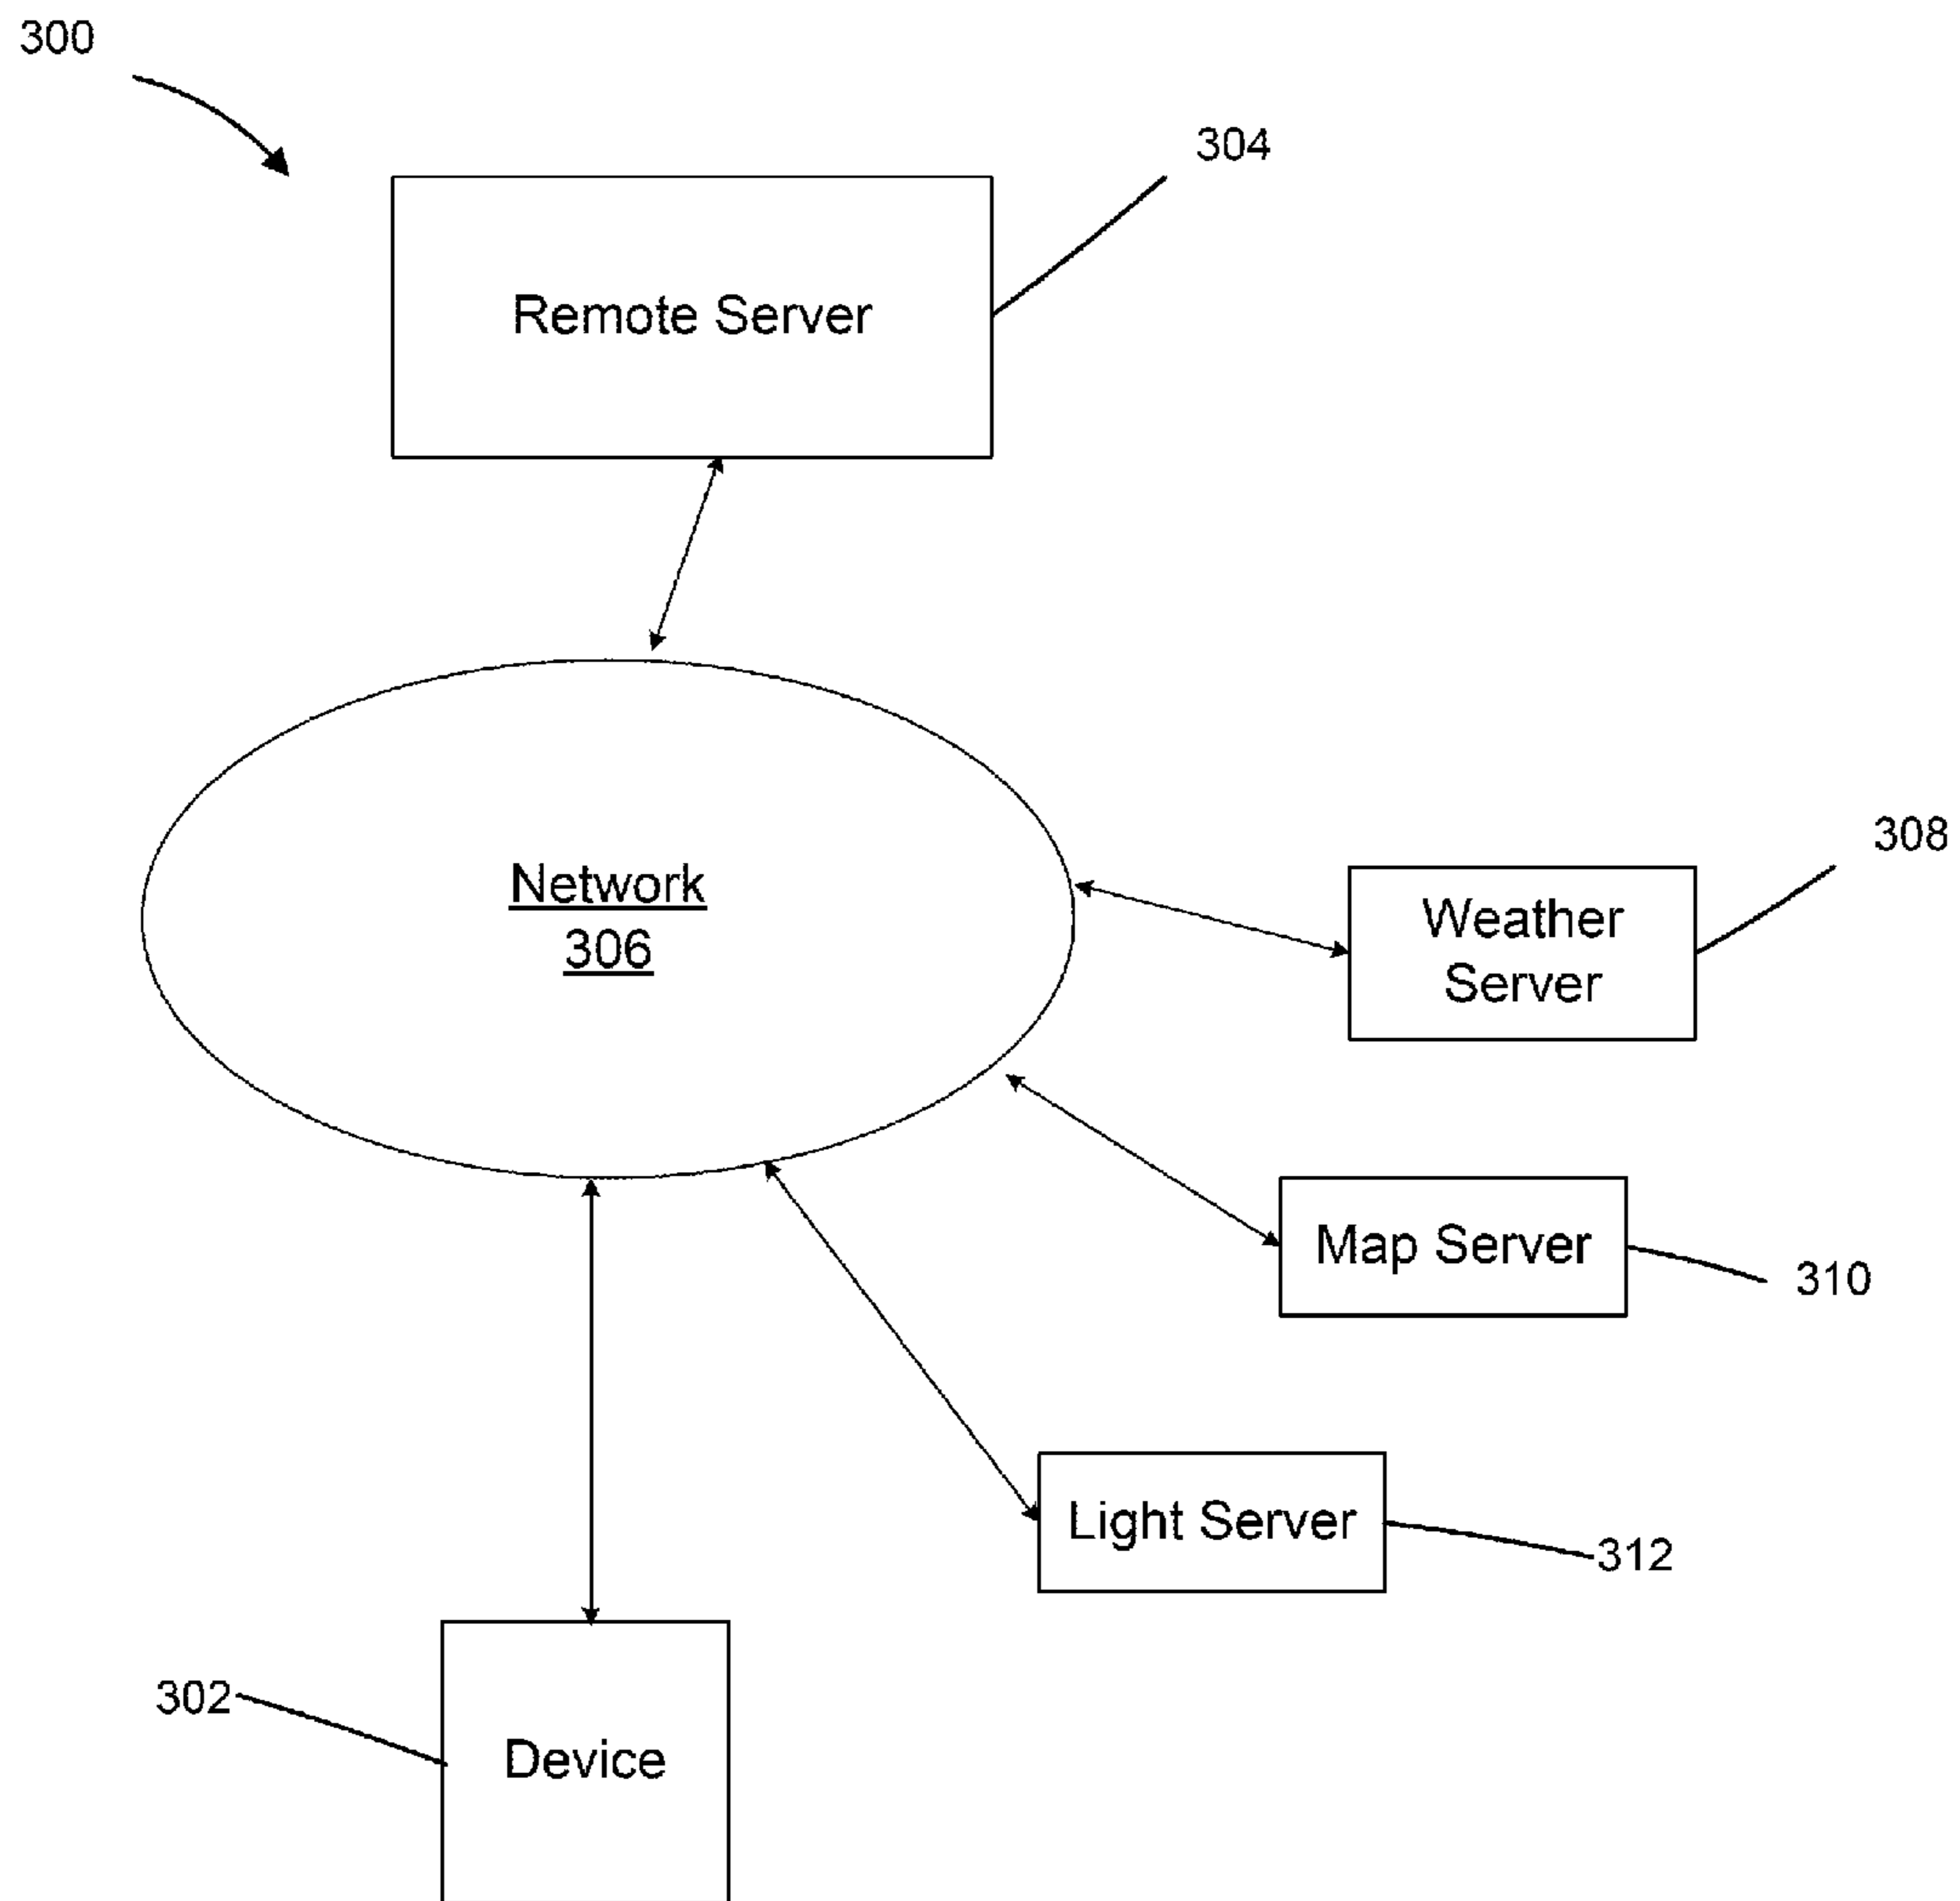 300
304
Remote Server
308
Network
306
Weather
Server
Map Server
310
Light Server
312
302
Device